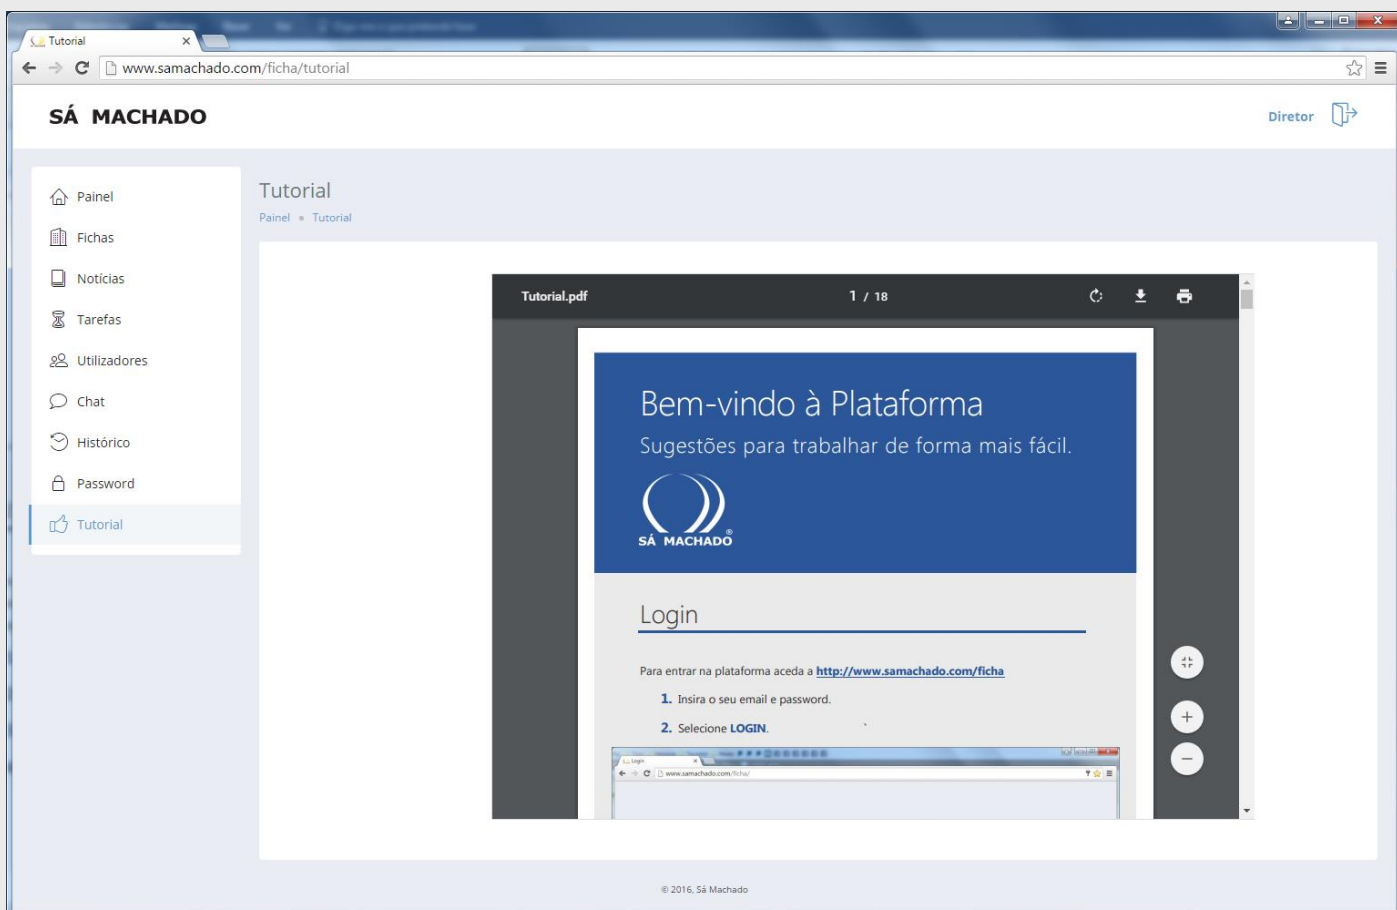 Tutorial
www.samachado.com/ficha/tutorial
SÁ MACHADO
Diretor
Painel
Fichas
Notícias
Tarefas
Utilizadores
Chat
Histórico
Password
Tutorial
Tutorial
Painel Tutorial
Tutorial.pdf 1 / 18
Bem-vindo à Plataforma
Sugestões para trabalhar de forma mais fácil.
SÁ MACHADO®
Login
Para entrar na plataforma aceda a http://www.samachado.com/ficha
1. Insira o seu email e password.
2. Selecione LOGIN.
Login
www.samachado.com/ficha/
© 2016, Sá Machado